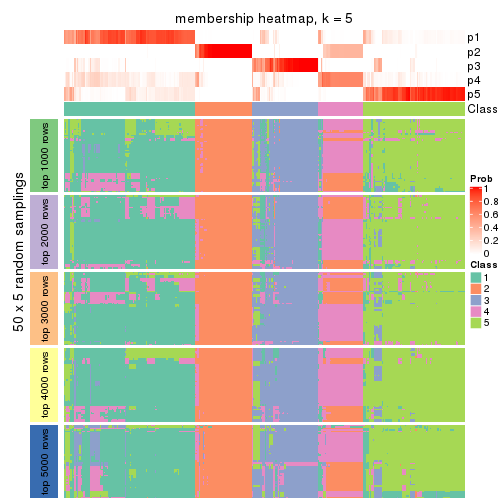 membership heatmap, k = 5
p1
p2
p3
p4
p5
Class
50 x 5 random samplings
top 1000 rows
top 2000 rows
top 3000 rows
top 4000 rows
top 5000 rows
Prob
1
0.8
0.6
0.4
0.2
0
Class
1
2
3
4
5